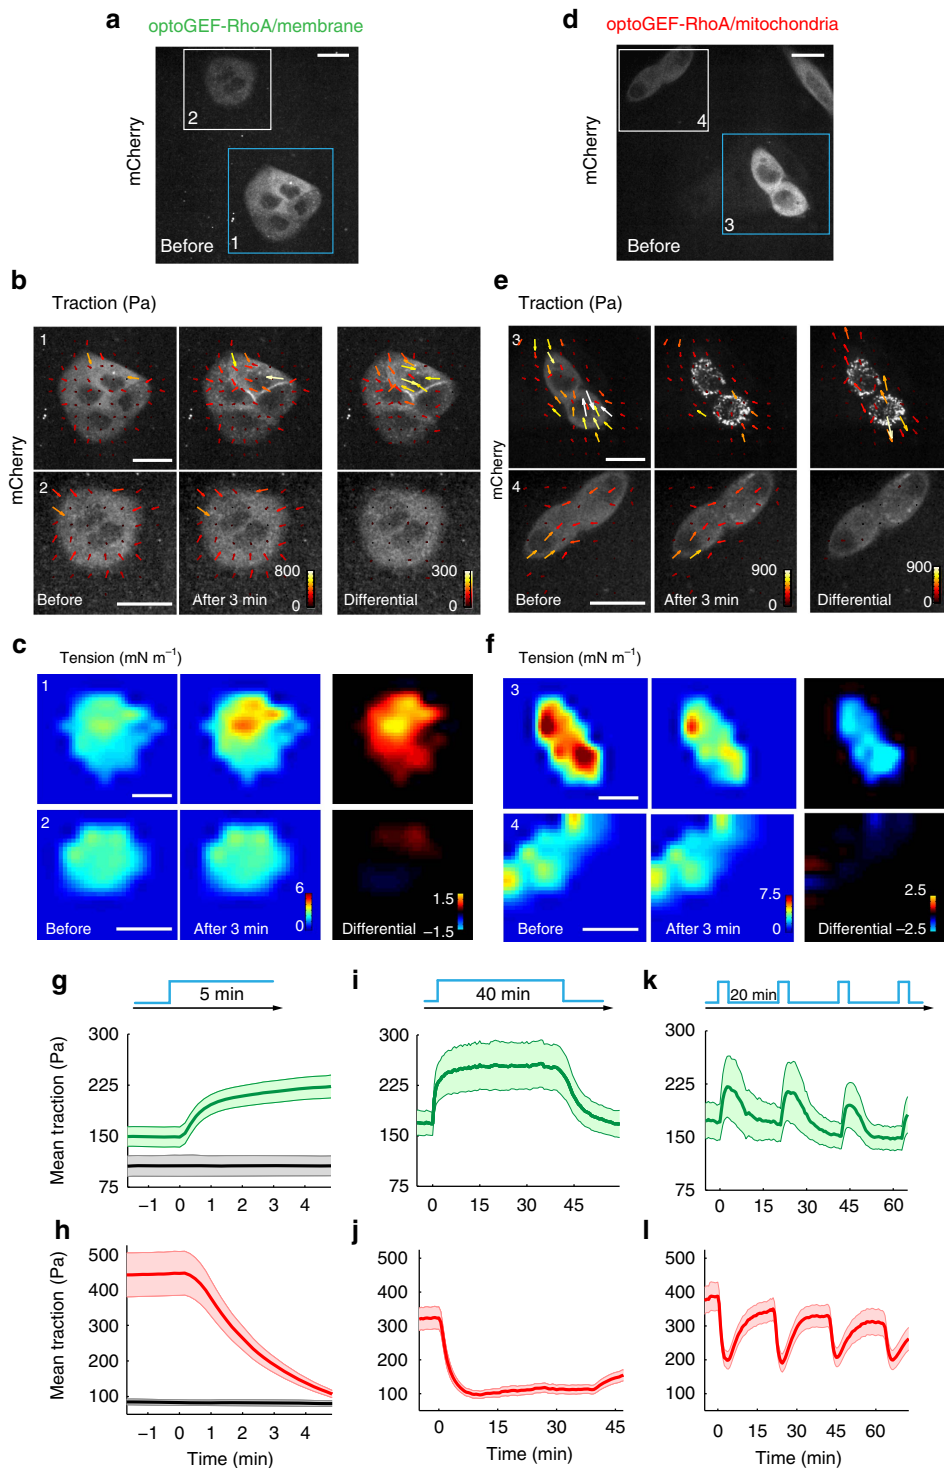 a
optoGEF-RhoA/membrane
mCherry
2
1
Before
d
optoGEF-RhoA/mitochondria
mCherry
4
3
Before
b
Traction (Pa)
mCherry
1
2
Before
After 3 min
800
0
Differential
300
0
e
Traction (Pa)
mCherry
3
4
Before
After 3 min
900
0
Differential
900
0
c
Tension (mN m⁻¹)
1
2
Before
After 3 min
6
0
Differential
1.5
−1.5
f
Tension (mN m⁻¹)
3
4
Before
After 3 min
7.5
0
Differential
2.5
−2.5
g
5 min
Mean traction (Pa)
300
225
150
75
−1 0 1 2 3 4
i
40 min
300
225
150
75
0 15 30 45
k
20 min
300
225
150
75
0 15 30 45 60
h
Mean traction (Pa)
500
400
300
200
100
−1 0 1 2 3 4
Time (min)
j
500
400
300
200
100
0 15 30 45
Time (min)
l
500
400
300
200
100
0 15 30 45 60
Time (min)